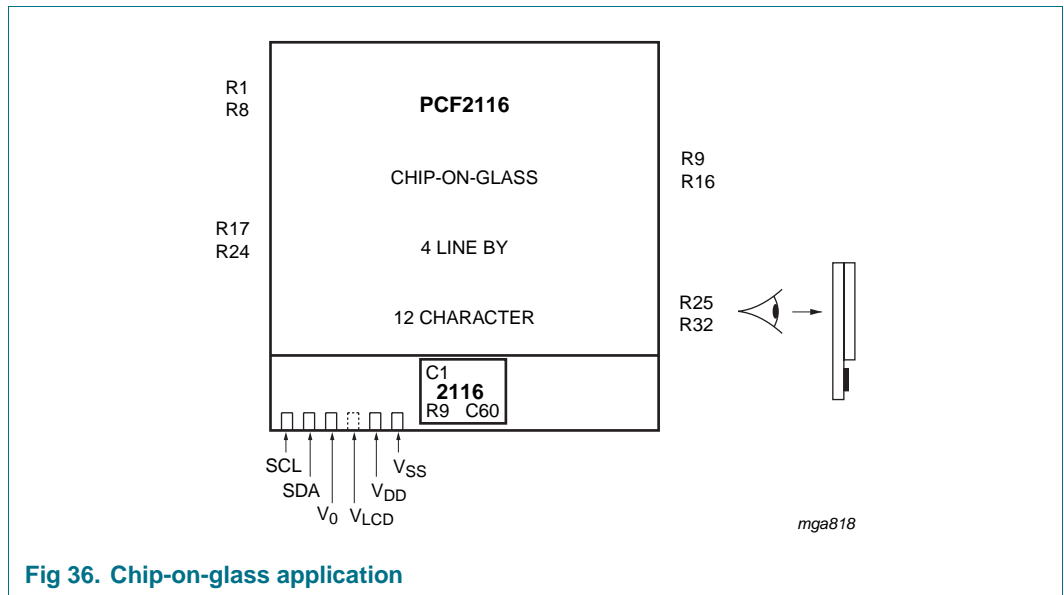 R1
R8
PCF2116
R9
R16
CHIP-ON-GLASS
R17
R24
4 LINE BY
R25
R32
12 CHARACTER
C1
2116
R9 C60
SCL
SDA
V0
VLCD
VDD
VSS
mga818
Fig 36. Chip-on-glass application